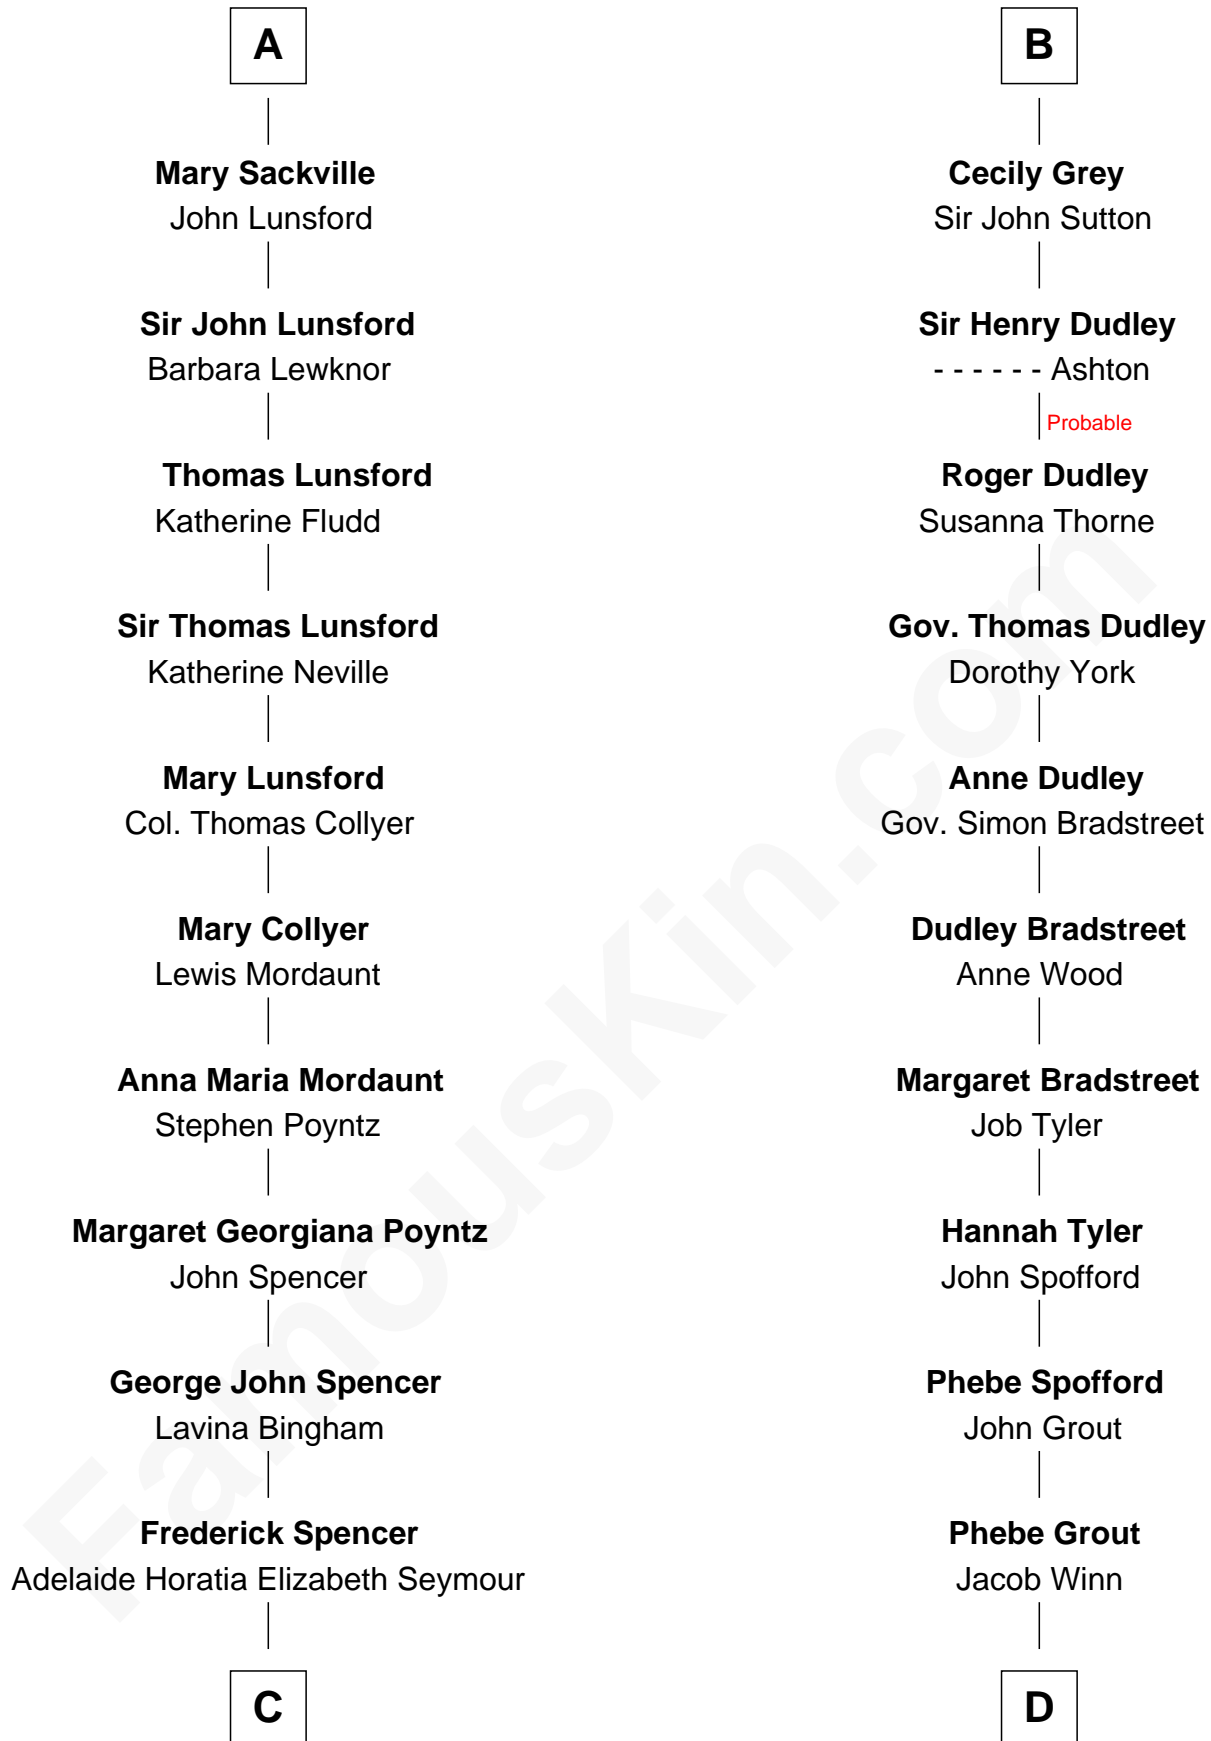 A
Mary Sackville
John Lunsford
Sir John Lunsford
Barbara Lewknor
Thomas Lunsford
Katherine Fludd
Sir Thomas Lunsford
Katherine Neville
Mary Lunsford
Col. Thomas Collyer
Mary Collyer
Lewis Mordaunt
Anna Maria Mordaunt
Stephen Poyntz
Margaret Georgiana Poyntz
John Spencer
George John Spencer
Lavina Bingham
Frederick Spencer
Adelaide Horatia Elizabeth Seymour
C
B
Cecily Grey
Sir John Sutton
Sir Henry Dudley
- - - - - - Ashton
Probable
Roger Dudley
Susanna Thorne
Gov. Thomas Dudley
Dorothy York
Anne Dudley
Gov. Simon Bradstreet
Dudley Bradstreet
Anne Wood
Margaret Bradstreet
Job Tyler
Hannah Tyler
John Spofford
Phebe Spofford
John Grout
Phebe Grout
Jacob Winn
D
FamousKin.com